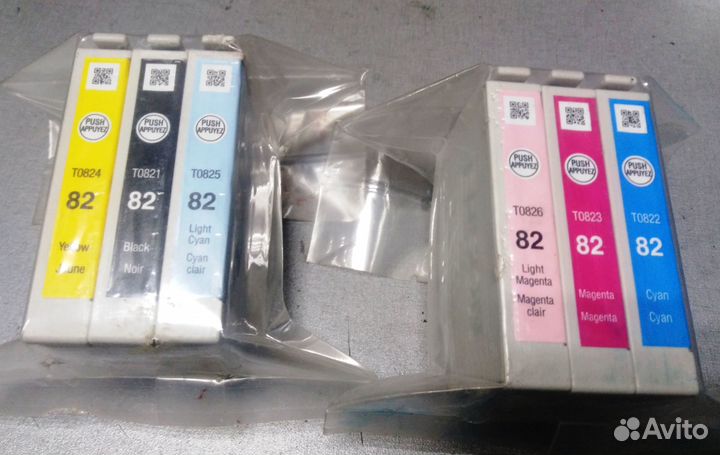 PUSH
APPUYEZ
T0824
82
Yellow
Jaune
PUSH
APPUYEZ
T0821
82
Black
Noir
PUSH
APPUYEZ
T0825
82
Light
Cyan
Cyan
clair
PUSH
APPUYEZ
T0826
82
Light
Magenta
Magenta
clair
PUSH
APPUYEZ
T0823
82
Magenta
Magenta
PUSH
APPUYEZ
T0822
82
Cyan
Cyan
Avito